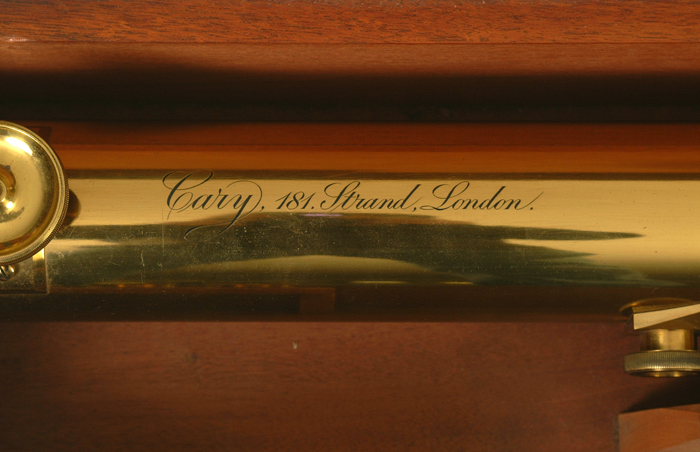 Cary, 181. Strand, London.